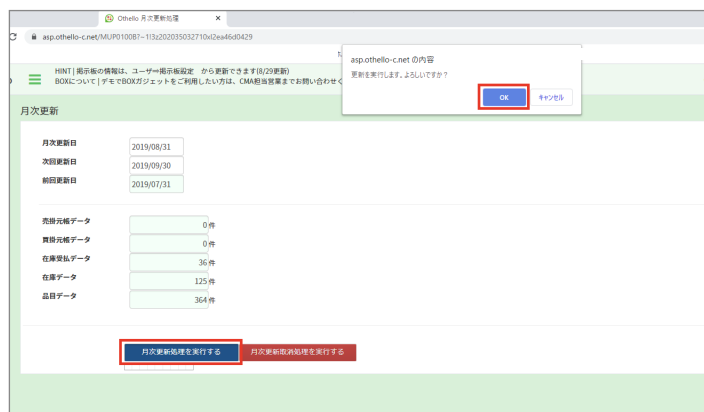 Othello 月次更新処理 ×
asp.othello-c.net/MUP0100B?~1!3z202035032710xl2ea46d0429
asp.othello-c.net の内容
更新を実行します。よろしいですか？
OK キャンセル
HINT | 掲示板の情報は、ユーザー⇒掲示板設定 から更新できます(8/29更新)
BOXについて | デモでBOXガジェットをご利用したい方は、CMA担当営業までお問い合わせく
月次更新
月次更新日 2019/08/31
次回更新日 2019/09/30
前回更新日 2019/07/31
売掛元帳データ 0 件
買掛元帳データ 0 件
在庫受払データ 36 件
在庫データ 125 件
品目データ 364 件
月次更新処理を実行する 月次更新取消処理を実行する